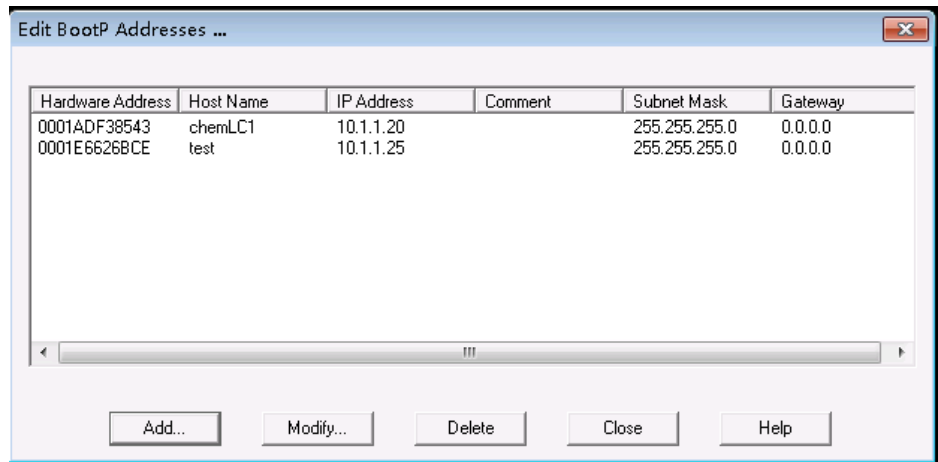 Edit BootP Addresses ...
Hardware Address Host Name IP Address Comment Subnet Mask Gateway
0001ADF38543 chemLC1 10.1.1.20 255.255.255.0 0.0.0.0
0001E6626BCE test 10.1.1.25 255.255.255.0 0.0.0.0
Add... Modify... Delete Close Help